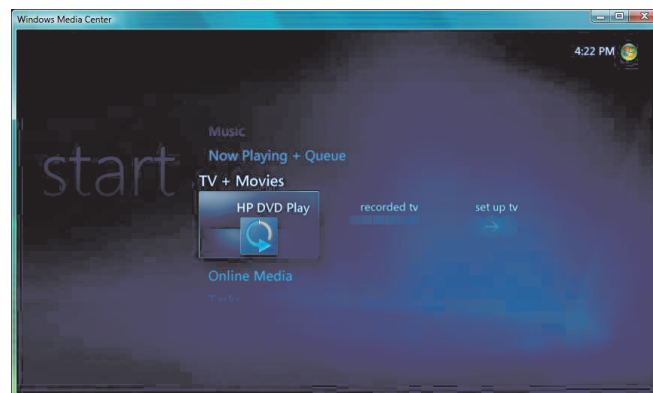 Windows Media Center
4:22 PM
start
Music
Now Playing + Queue
TV + Movies
HP DVD Play
recorded tv
set up tv
Online Media
Tasks